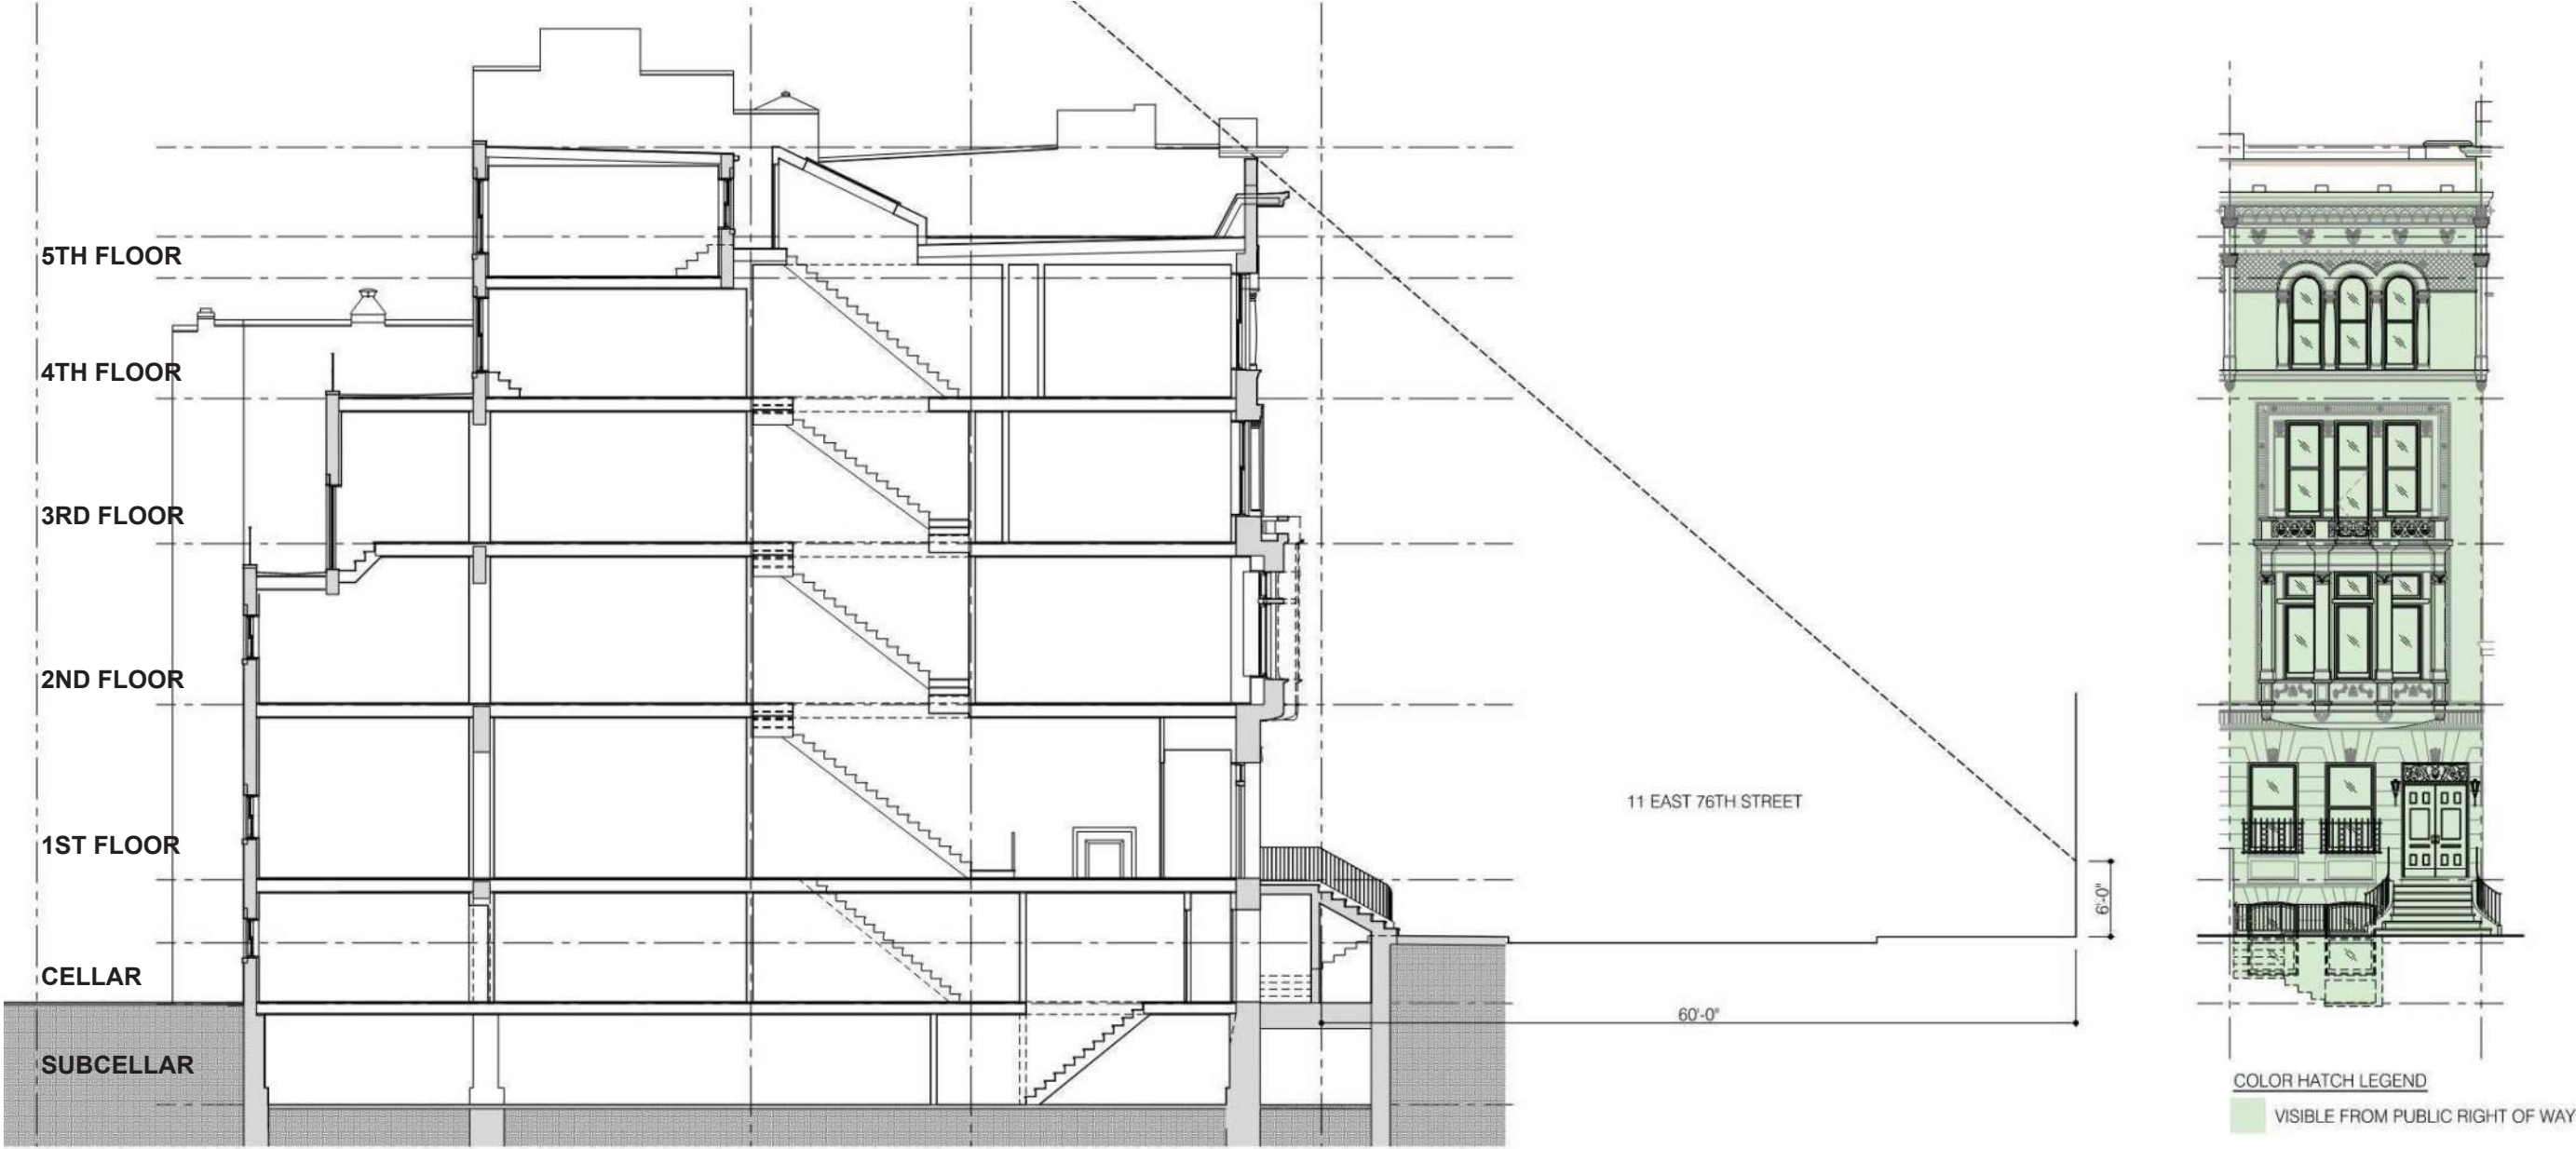 5TH FLOOR
4TH FLOOR
3RD FLOOR
2ND FLOOR
1ST FLOOR
CELLAR
SUBCELLAR
11 EAST 76TH STREET
6'-0"
60'-0"
COLOR HATCH LEGEND
VISIBLE FROM PUBLIC RIGHT OF WAY